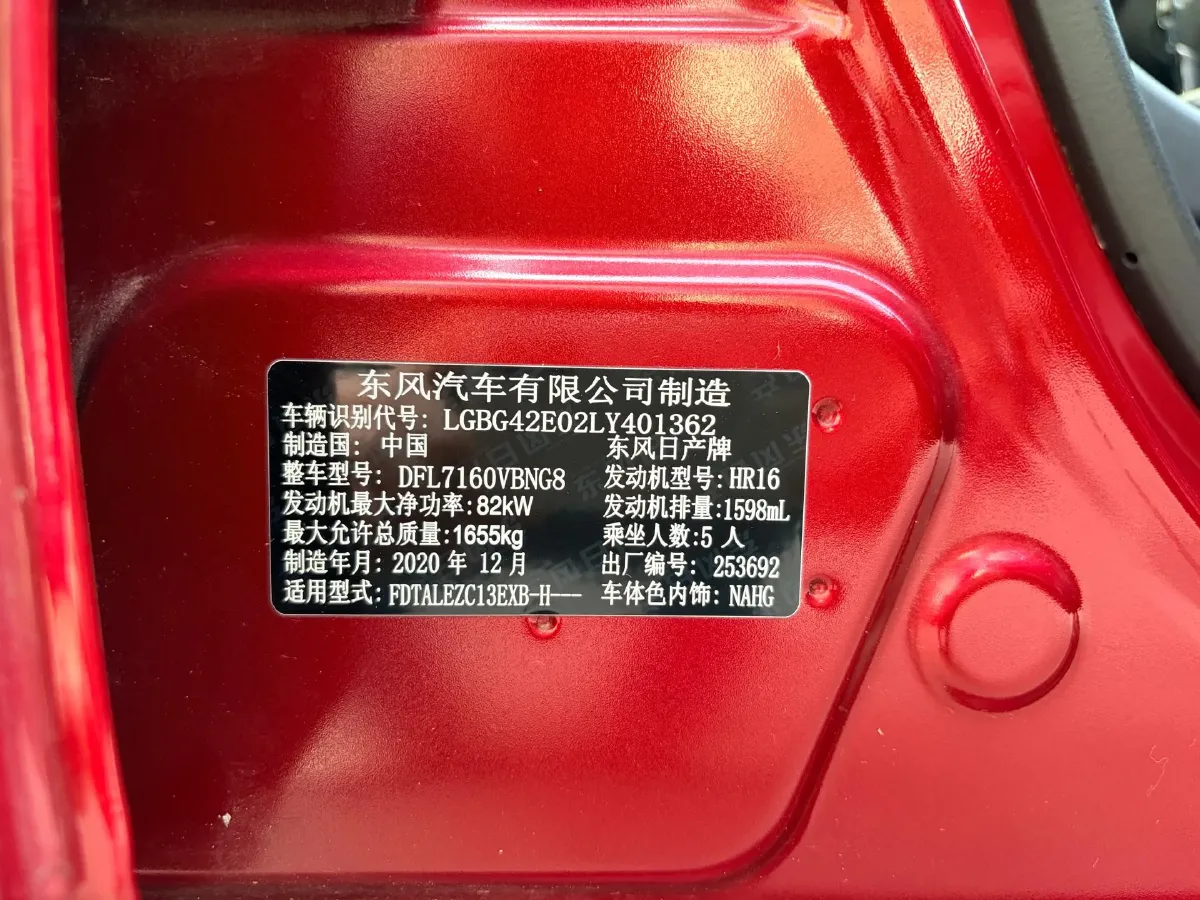 东风汽车有限公司制造
车辆识别代号: LGBG42E02LY401362
制造国: 中国 东风日产牌
整车型号: DFL7160VBNG8 发动机型号: HR16
发动机最大净功率: 82kW 发动机排量: 1598mL
最大允许总质量: 1655kg 乘坐人数: 5 人
制造年月: 2020 年 12 月 出厂编号: 253692
适用型式: FDTALEZC13EXB-H--- 车体色内饰: NAHG